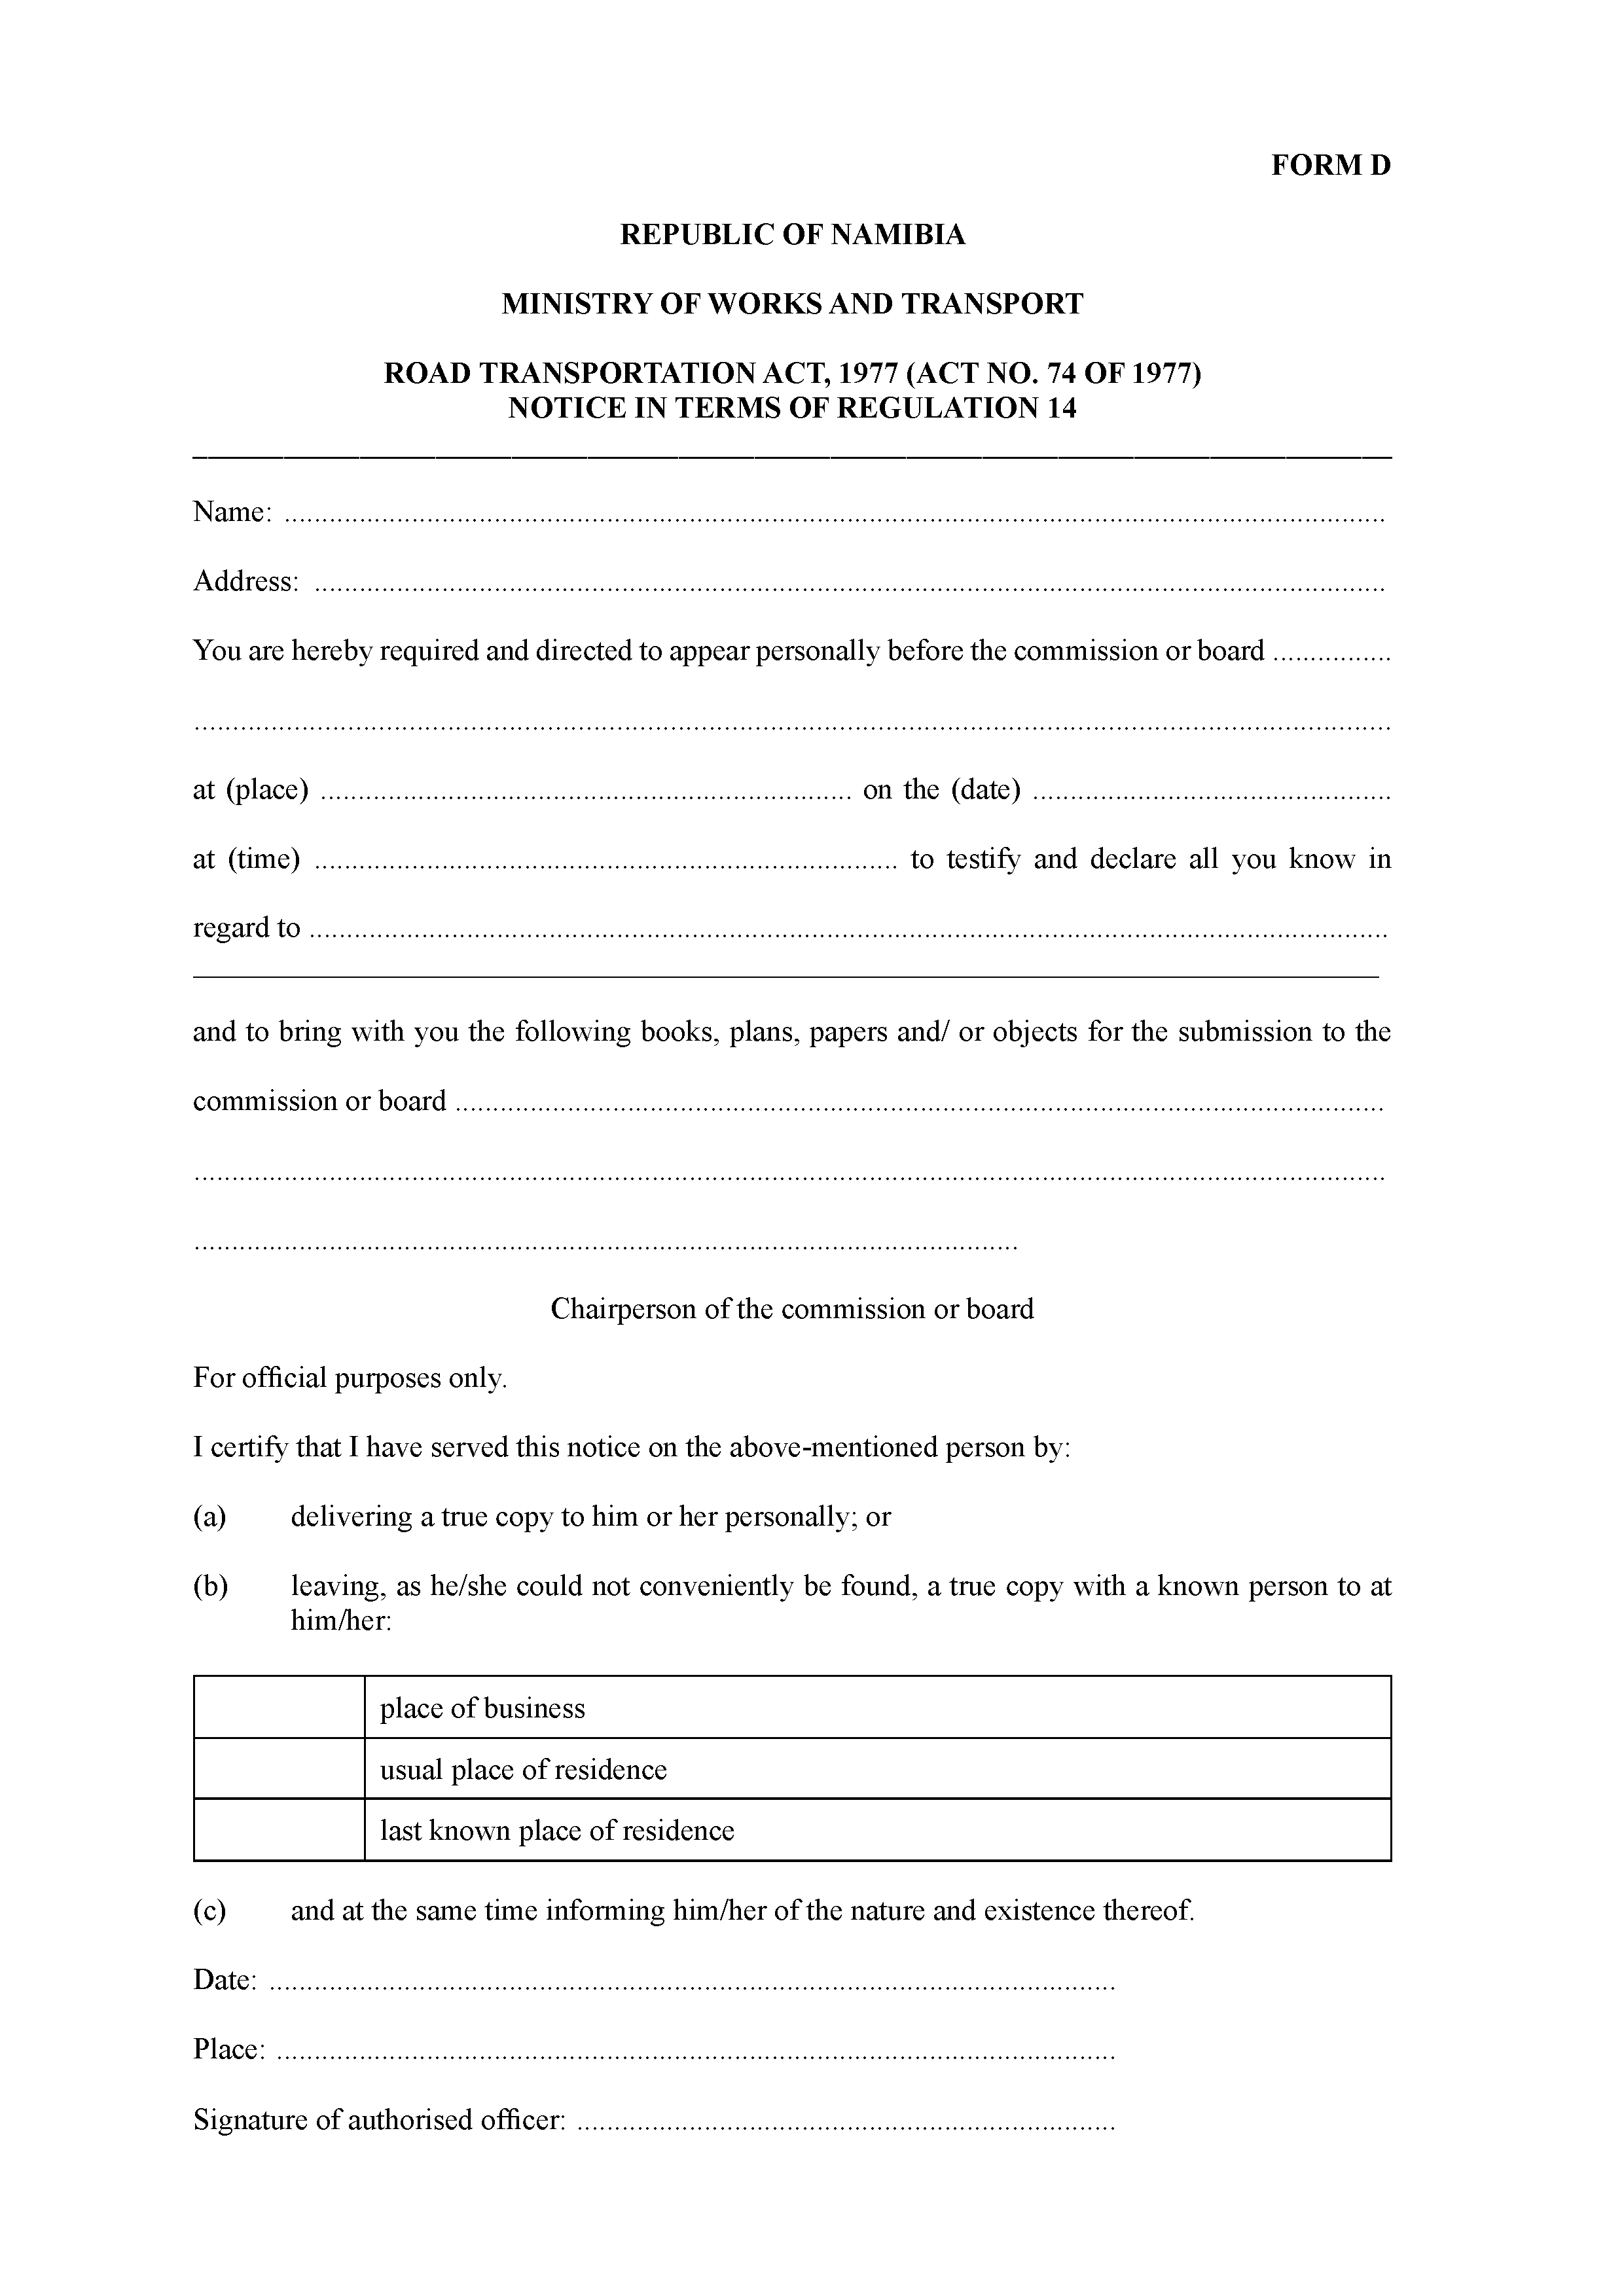 FORM D
REPUBLIC OF NAMIBIA
MINISTRY OF WORKS AND TRANSPORT
ROAD TRANSPORTATION ACT, 1977 (ACT NO. 74 OF 1977)
NOTICE IN TERMS OF REGULATION 14
Name: ....................
Address: ....................
You are hereby required and directed to appear personally before the commission or board ................
....................
at (place) .................... on the (date) ....................
at (time) .................... to testify and declare all you know in
regard to ....................
and to bring with you the following books, plans, papers and/ or objects for the submission to the
commission or board ....................
....................
....................
Chairperson of the commission or board
For official purposes only.
I certify that I have served this notice on the above-mentioned person by:
(a) delivering a true copy to him or her personally; or
(b) leaving, as he/she could not conveniently be found, a true copy with a known person to at
him/her:
place of business
usual place of residence
last known place of residence
(c) and at the same time informing him/her of the nature and existence thereof.
Date: ....................
Place: ....................
Signature of authorised officer: ....................